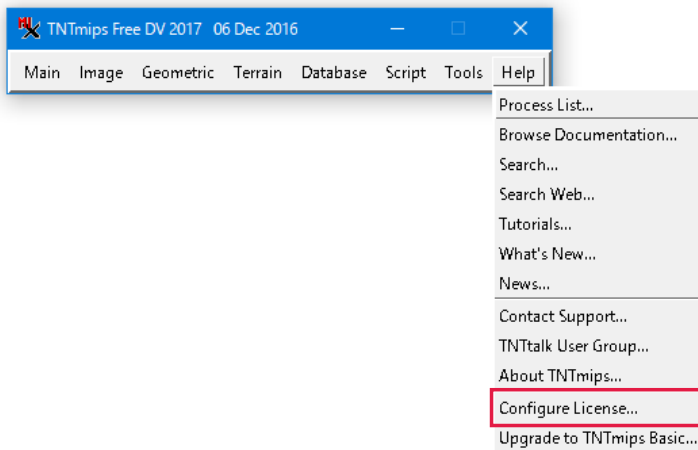 TNTmips Free DV 2017 06 Dec 2016
Main Image Geometric Terrain Database Script Tools Help
Process List...
Browse Documentation...
Search...
Search Web...
Tutorials...
What's New...
News...
Contact Support...
TNTtalk User Group...
About TNTmips...
Configure License...
Upgrade to TNTmips Basic...